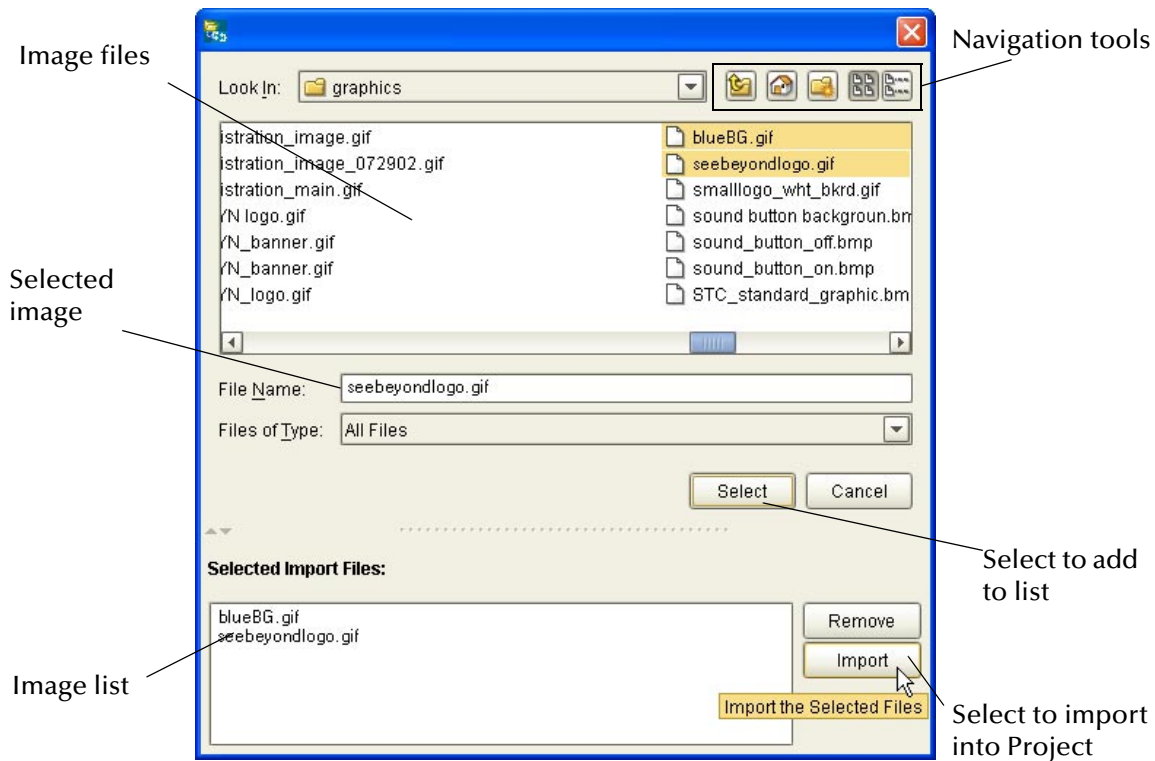 Navigation tools
Image files
Look In: graphics
istration_image.gif
istration_image_072902.gif
istration_main.gif
YN logo.gif
YN_banner.gif
YN_banner.gif
YN_logo.gif
blueBG.gif
seebeyondlogo.gif
smalllogo_wht_bkrd.gif
sound button backgroun.bm
sound_button_off.bmp
sound_button_on.bmp
STC_standard_graphic.bm
Selected
image
File Name: seebeyondlogo.gif
Files of Type: All Files
Select Cancel
Select to add
to list
Selected Import Files:
blueBG.gif
seebeyondlogo.gif
Remove
Import
Image list
Import the Selected Files
Select to import
into Project